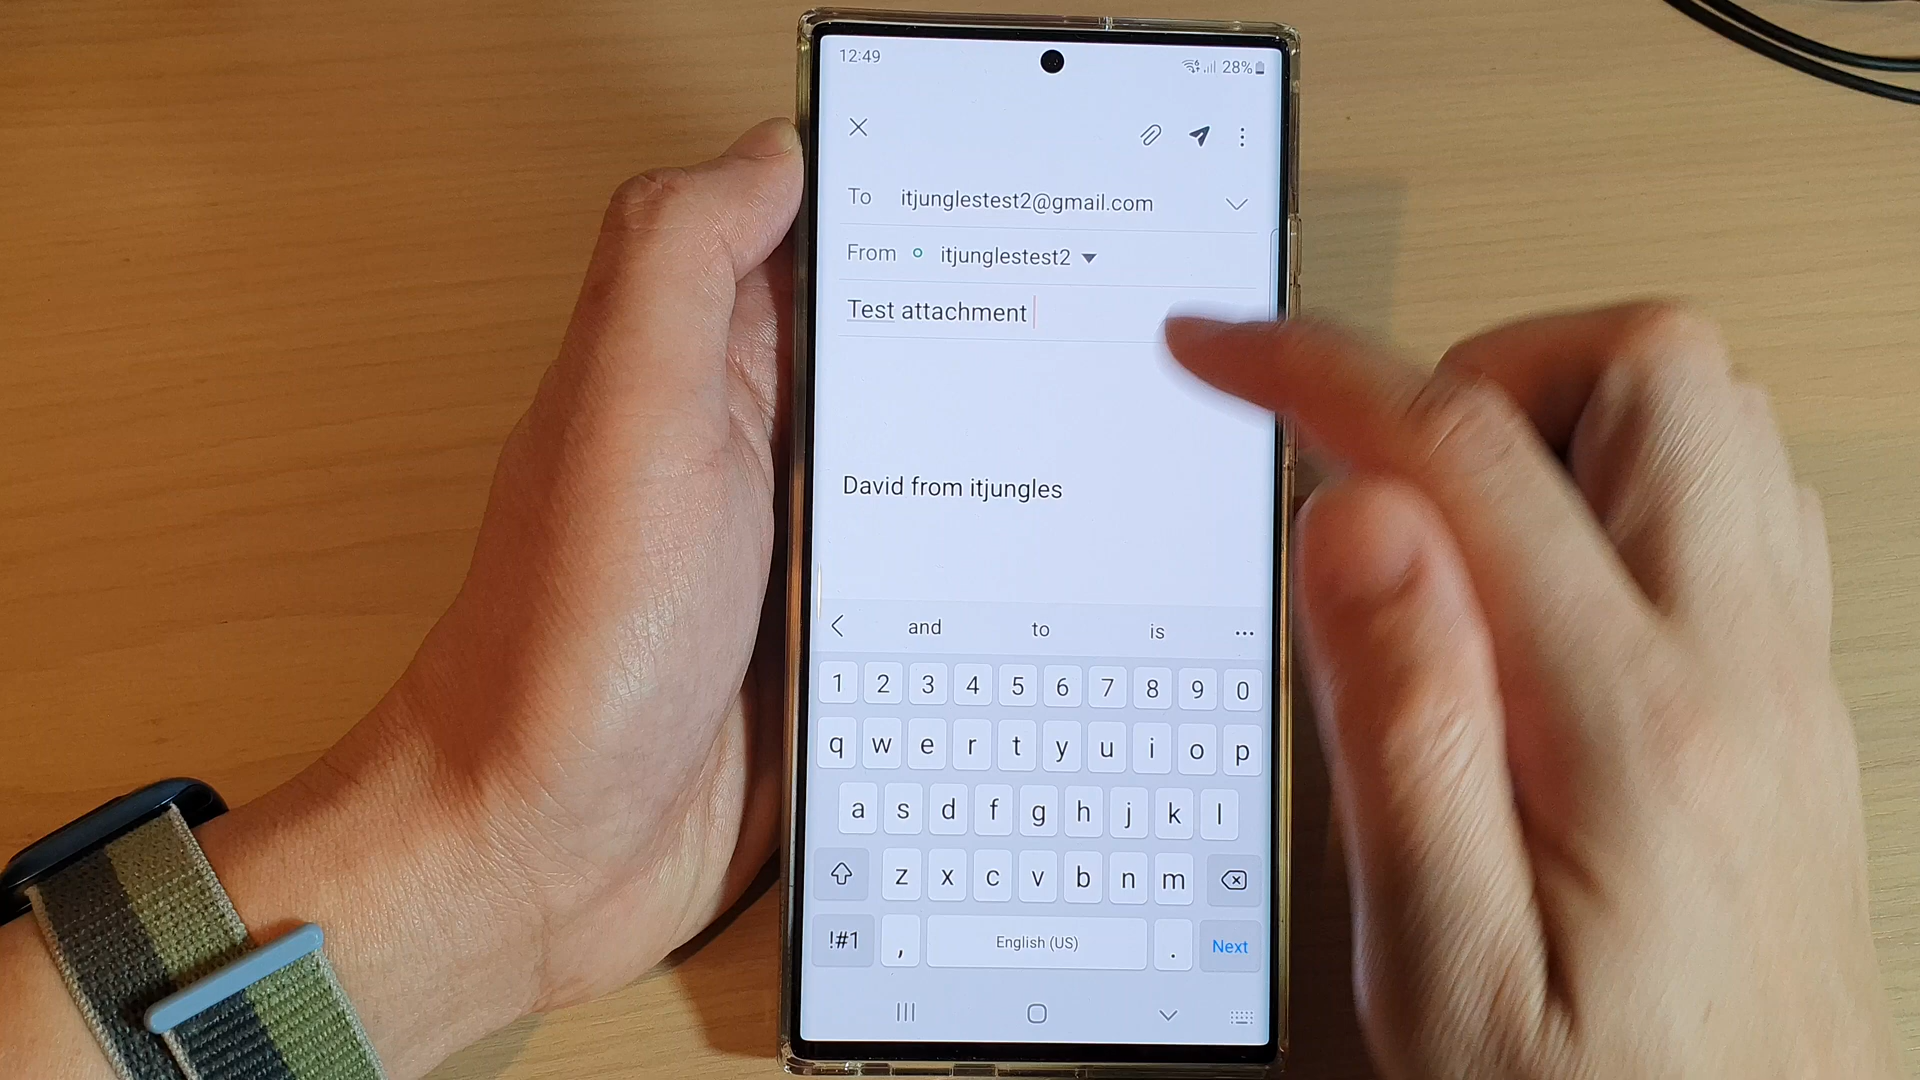 12:49
28%
To itjunglestest2@gmail.com
From itjunglestest2
Test attachment
David from itjungles
and to is
1 2 3 4 5 6 7 8 9 0
q w e r t y u i o p
a s d f g h j k l
z x c v b n m
!#1 , English (US) . Next